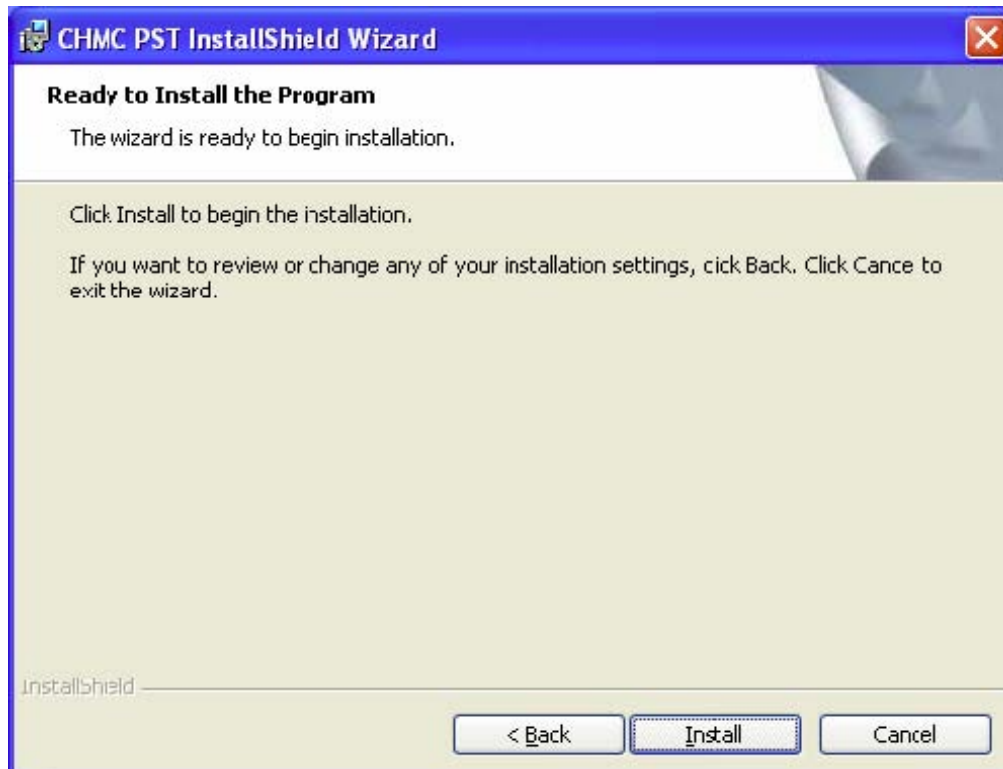 CHMC PST InstallShield Wizard
Ready to Install the Program
The wizard is ready to begin installation.
Click Install to begin the installation.
If you want to review or change any of your installation settings, cick Back. Click Cance to
exit the wizard.
InstallShield
< Back
Install
Cancel